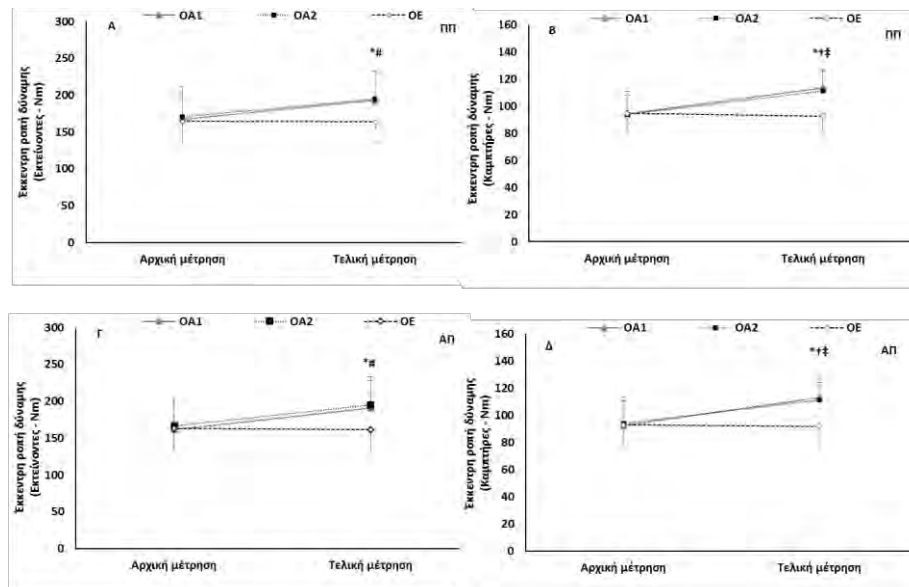 Α
ΟΑ1 ΟΑ2 ΟΕ
ΠΠ
*#
Έκκεντρη ροπή δύναμης
(Εκτείνοντες - Nm)
300
250
200
150
100
50
0
Αρχική μέτρηση Τελική μέτρηση
Β
ΟΑ1 ΟΑ2 ΟΕ
ΠΠ
*†‡
Έκκεντρη ροπή δύναμης
(Καμπτήρες - Nm)
160
140
120
100
80
60
40
20
0
Αρχική μέτρηση Τελική μέτρηση
Γ
ΟΑ1 ΟΑ2 ΟΕ
ΑΠ
*#
Έκκεντρη ροπή δύναμης
(Εκτείνοντες - Nm)
300
250
200
150
100
50
0
Αρχική μέτρηση Τελική μέτρηση
Δ
ΟΑ1 ΟΑ2 ΟΕ
ΑΠ
*†‡
Έκκεντρη ροπή δύναμης
(Καμπτήρες - Nm)
160
140
120
100
80
60
40
20
0
Αρχική μέτρηση Τελική μέτρηση